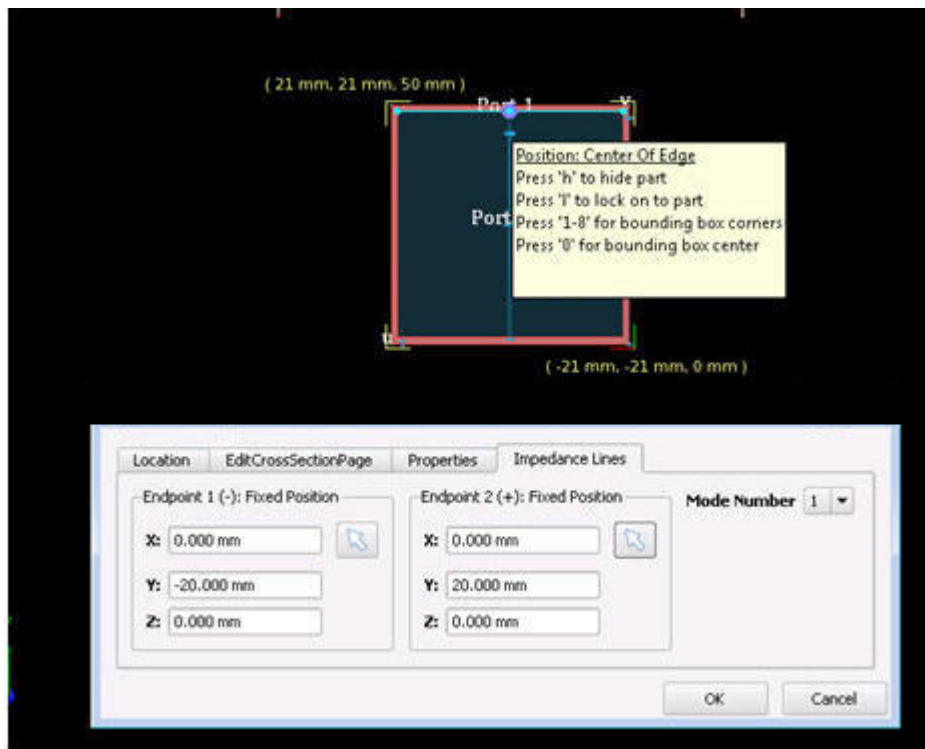 ( 21 mm, 21 mm, 50 mm )
Port 1
v
Position: Center Of Edge
Press 'h' to hide part
Press 'l' to lock on to part
Press '1-8' for bounding box corners
Press '0' for bounding box center
Port
u
( -21 mm, -21 mm, 0 mm )
Location EditCrossSectionPage Properties Impedance Lines
Endpoint 1 (-): Fixed Position Endpoint 2 (+): Fixed Position Mode Number 1
X: 0.000 mm X: 0.000 mm
Y: -20.000 mm Y: 20.000 mm
Z: 0.000 mm Z: 0.000 mm
OK Cancel